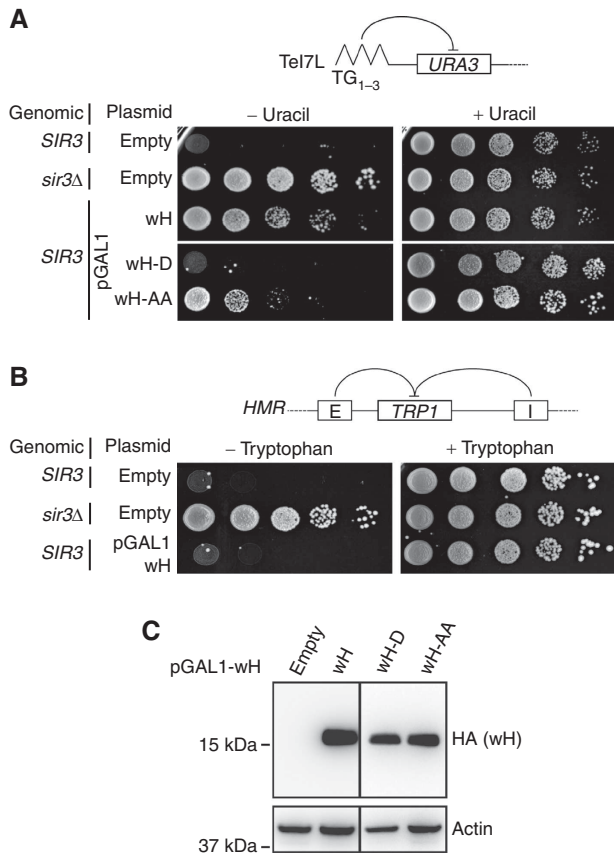 A
Tel7L
TG1–3
URA3
Genomic Plasmid
– Uracil
+ Uracil
SIR3 Empty
sir3Δ Empty
SIR3
pGAL1
wH
wH-D
wH-AA
B
HMR
E
TRP1
I
Genomic Plasmid
– Tryptophan
+ Tryptophan
SIR3 Empty
sir3Δ Empty
SIR3 pGAL1
wH
C
pGAL1-wH
Empty
wH
wH-D
wH-AA
15 kDa
HA (wH)
Actin
37 kDa